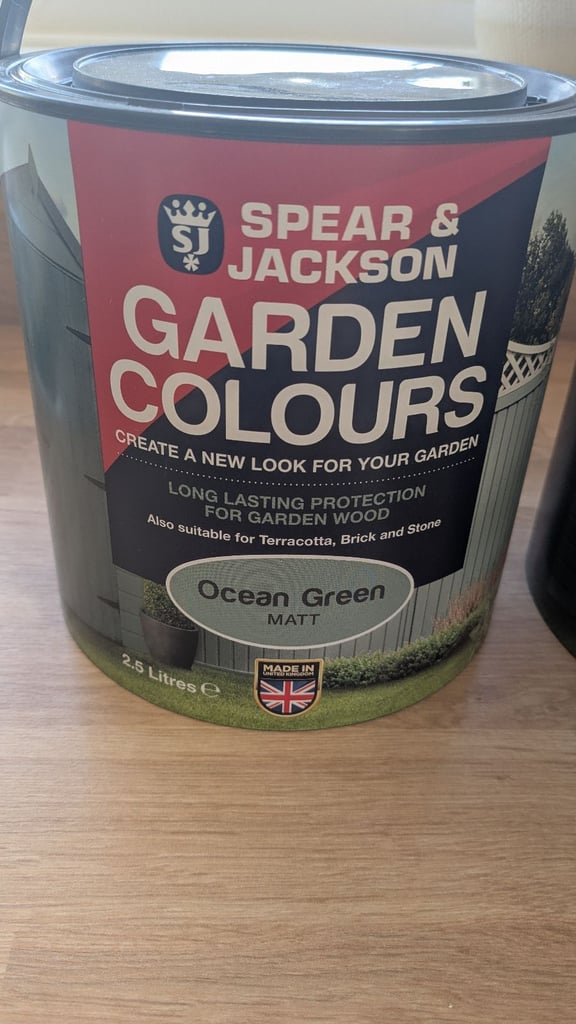 SJ
SPEAR &
JACKSON
GARDEN
COLOURS
CREATE A NEW LOOK FOR YOUR GARDEN
LONG LASTING PROTECTION
FOR GARDEN WOOD
Also suitable for Terracotta, Brick and Stone
Ocean Green
MATT
2.5 Litres ℮
MADE IN
UNITED KINGDOM